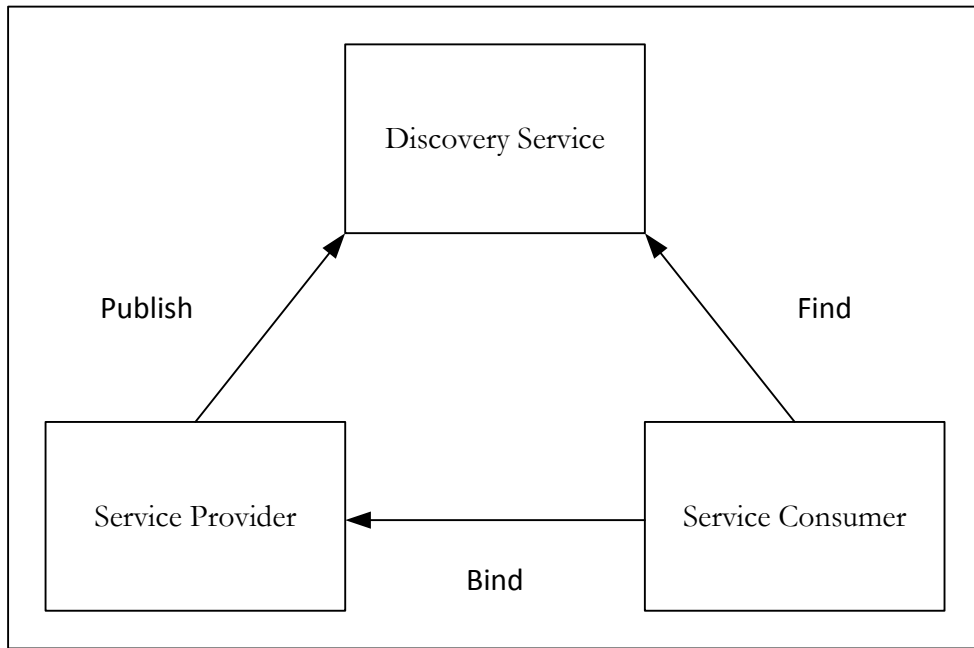 Discovery Service
Publish
Find
Service Provider
Service Consumer
Bind